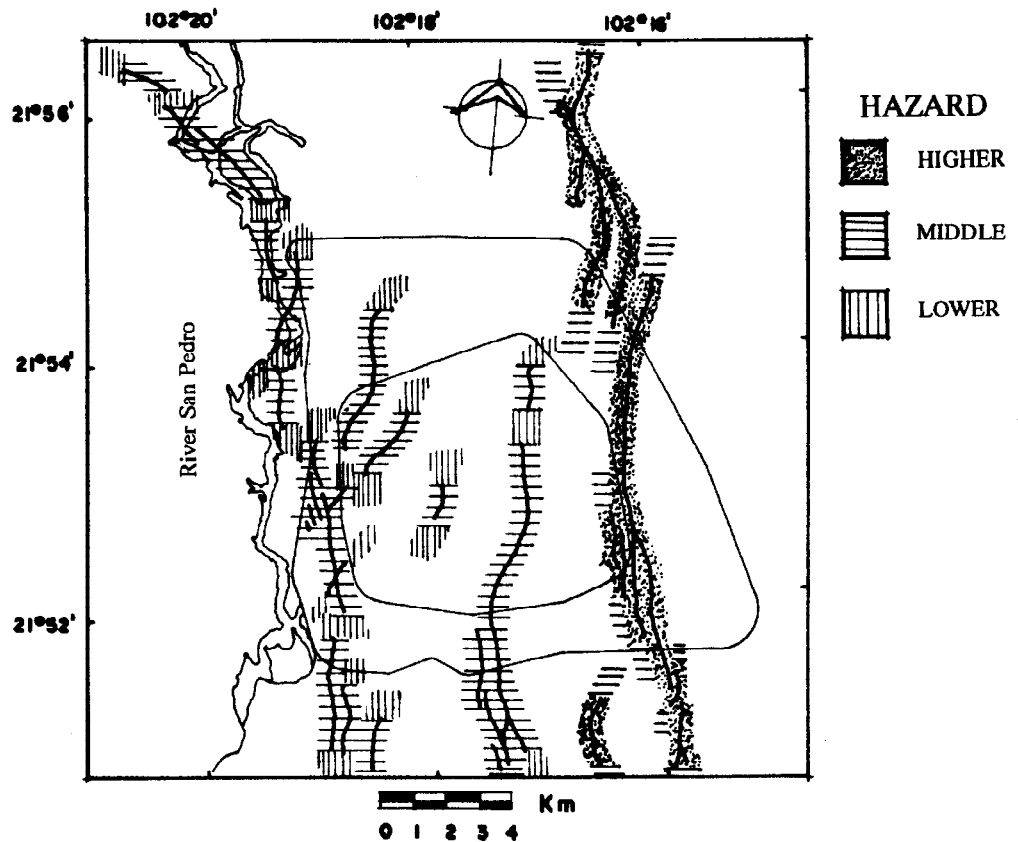 102°20' 102°18' 102°16'
21°56'
21°54'
21°52'
River San Pedro
HAZARD
HIGHER
MIDDLE
LOWER
Km
0 1 2 3 4